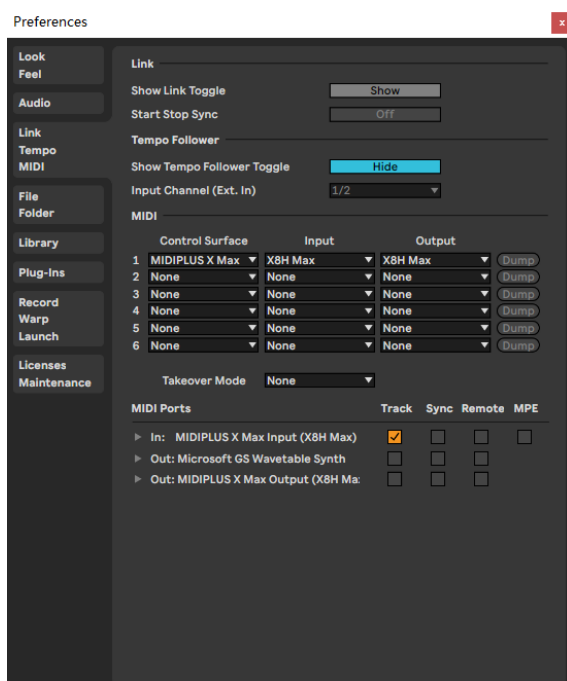 Preferences
x
Look
Feel
Audio
Link
Tempo
MIDI
File
Folder
Library
Plug-Ins
Record
Warp
Launch
Licenses
Maintenance
Link
Show Link Toggle Show
Start Stop Sync Off
Tempo Follower
Show Tempo Follower Toggle Hide
Input Channel (Ext. In) 1/2
MIDI
Control Surface Input Output
1 MIDIPLUS X Max X8H Max X8H Max Dump
2 None None None Dump
3 None None None Dump
4 None None None Dump
5 None None None Dump
6 None None None Dump
Takeover Mode None
MIDI Ports Track Sync Remote MPE
In: MIDIPLUS X Max Input (X8H Max)
Out: Microsoft GS Wavetable Synth
Out: MIDIPLUS X Max Output (X8H Ma